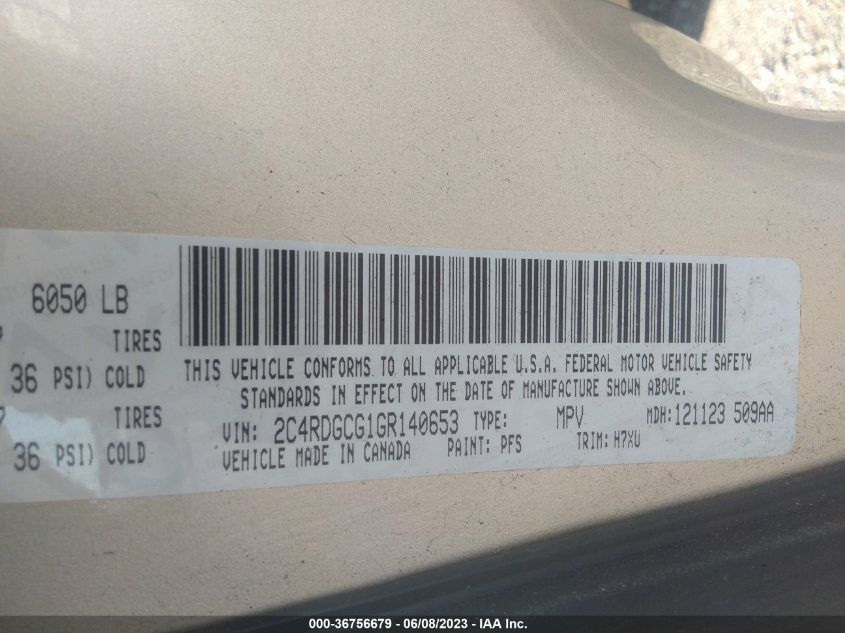 6050 LB
TIRES
36 PSI) COLD
TIRES
36 PSI) COLD
THIS VEHICLE CONFORMS TO ALL APPLICABLE U.S.A. FEDERAL MOTOR VEHICLE SAFETY
STANDARDS IN EFFECT ON THE DATE OF MANUFACTURE SHOWN ABOVE.
VIN: 2C4RDGCG1GR140653 TYPE: MPV MDH:121123 509AA
VEHICLE MADE IN CANADA PAINT: PFS TRIM: H7XU
000-36756679 - 06/08/2023 - IAA Inc.